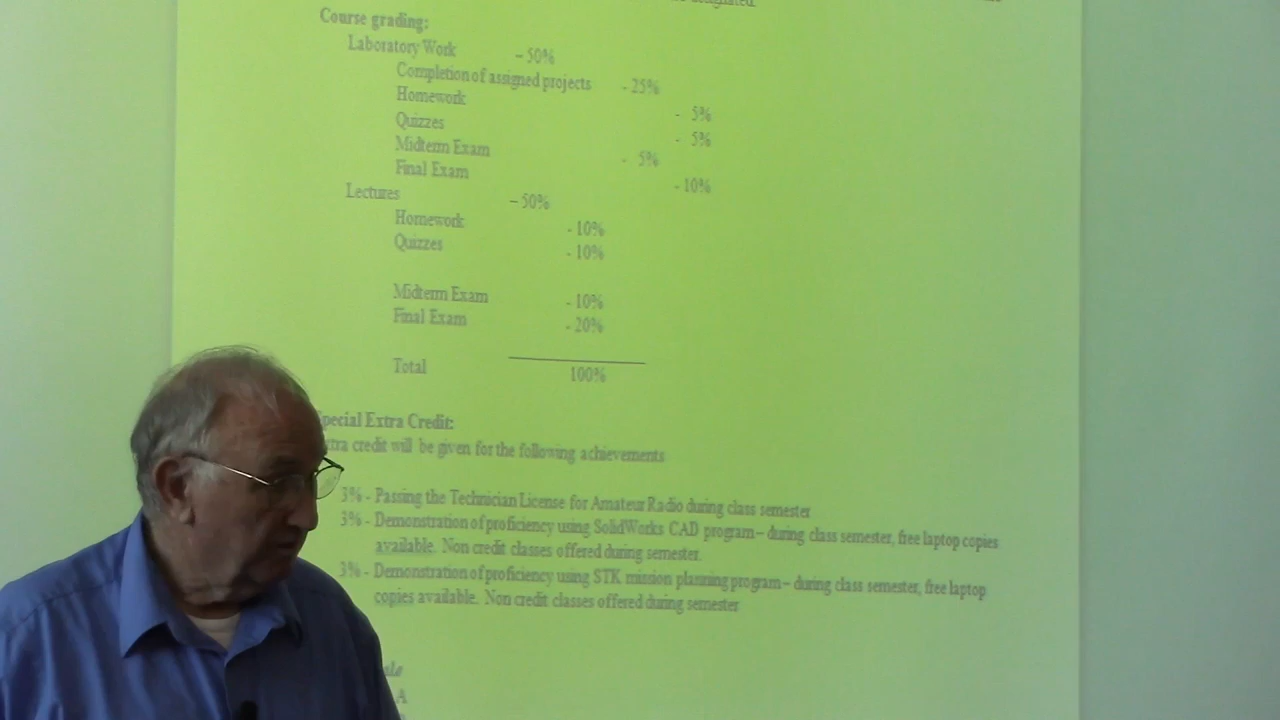 designated.
Course grading:
Laboratory Work – 50%
Completion of assigned projects - 25%
Homework - 5%
Quizzes - 5%
Midterm Exam - 5%
Final Exam - 10%
Lectures – 50%
Homework - 10%
Quizzes - 10%
Midterm Exam - 10%
Final Exam - 20%
Total 100%
pecial Extra Credit:
xtra credit will be given for the following achievements
3% - Passing the Technician License for Amateur Radio during class semester
3% - Demonstration of proficiency using SolidWorks CAD program – during class semester, free laptop copies
available. Non credit classes offered during semester.
3% - Demonstration of proficiency using STK mission planning program – during class semester, free laptop
copies available. Non credit classes offered during semester
A